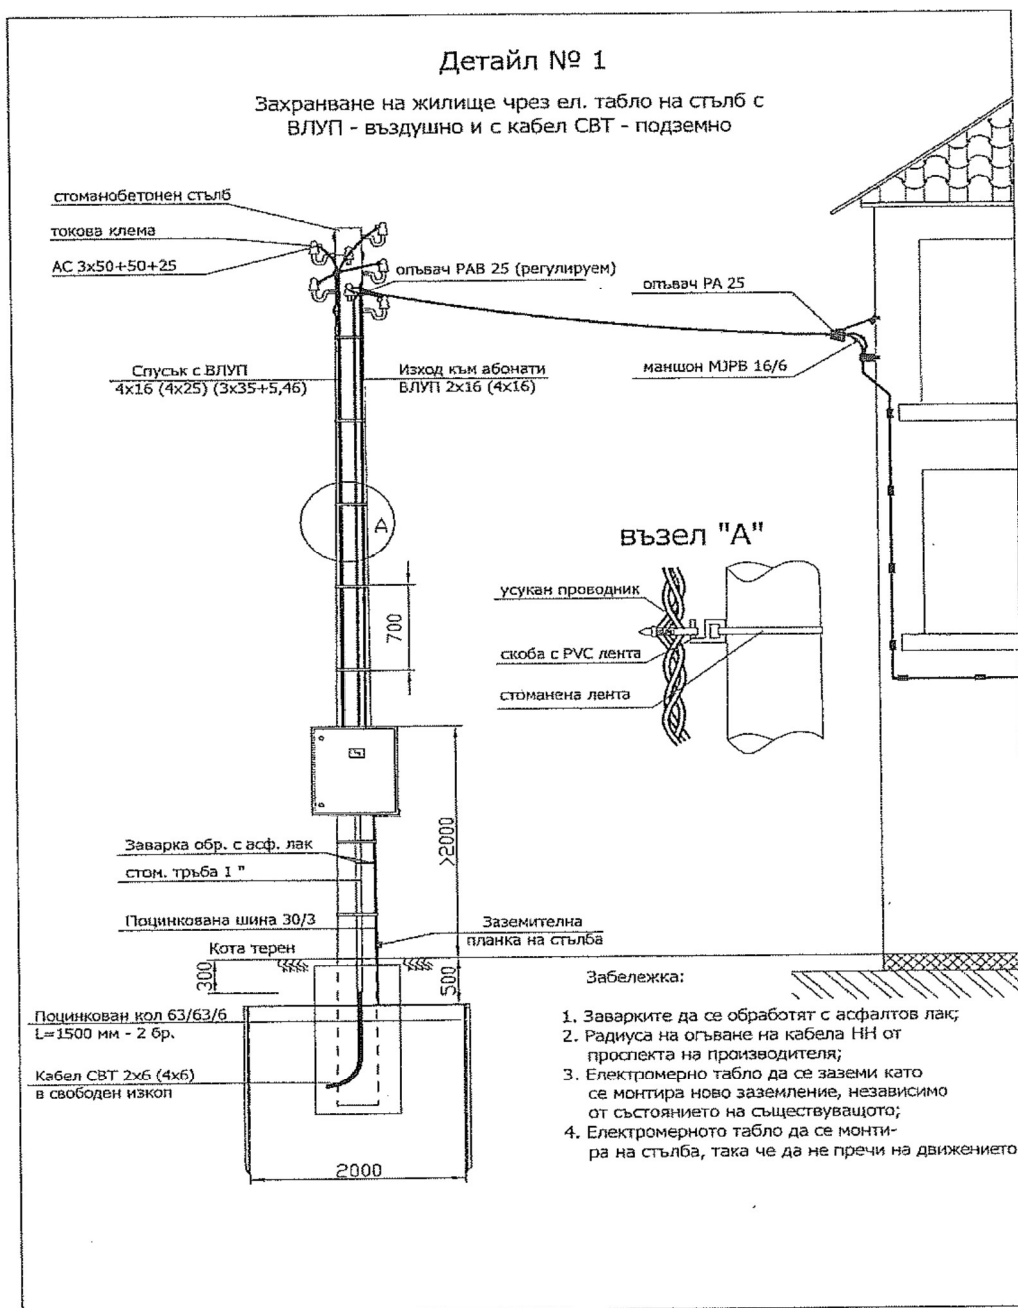 Детайл № 1
Захранване на жилище чрез ел. табло на стълб с
ВЛУП - въздушно и с кабел СВТ - подземно
стоманобетонен стълб
токова клема
АС 3х50+50+25
опъвач РАВ 25 (регулируем)
опъвач РА 25
маншон MJPB 16/6
Спусък с ВЛУП
4х16 (4х25) (3х35+5,46)
Изход към абонати
ВЛУП 2х16 (4х16)
А
възел "А"
усукан проводник
скоба с PVC лента
стоманена лента
700
>2000
Заварка обр. с асф. лак
стом. тръба 1 "
Поцинкована шина 30/3
Заземителна
планка на стълба
Кота терен
300
500
Поцинкован кол 63/63/6
L=1500 мм - 2 бр.
Кабел СВТ 2х6 (4х6)
в свободен изкоп
2000
Забележка:
1. Заварките да се обработят с асфалтов лак;
2. Радиуса на огъване на кабела НН от
проспекта на производителя;
3. Електромерно табло да се заземи като
се монтира ново заземление, независимо
от състоянието на съществуващото;
4. Електромерното табло да се монти-
ра на стълба, така че да не пречи на движението